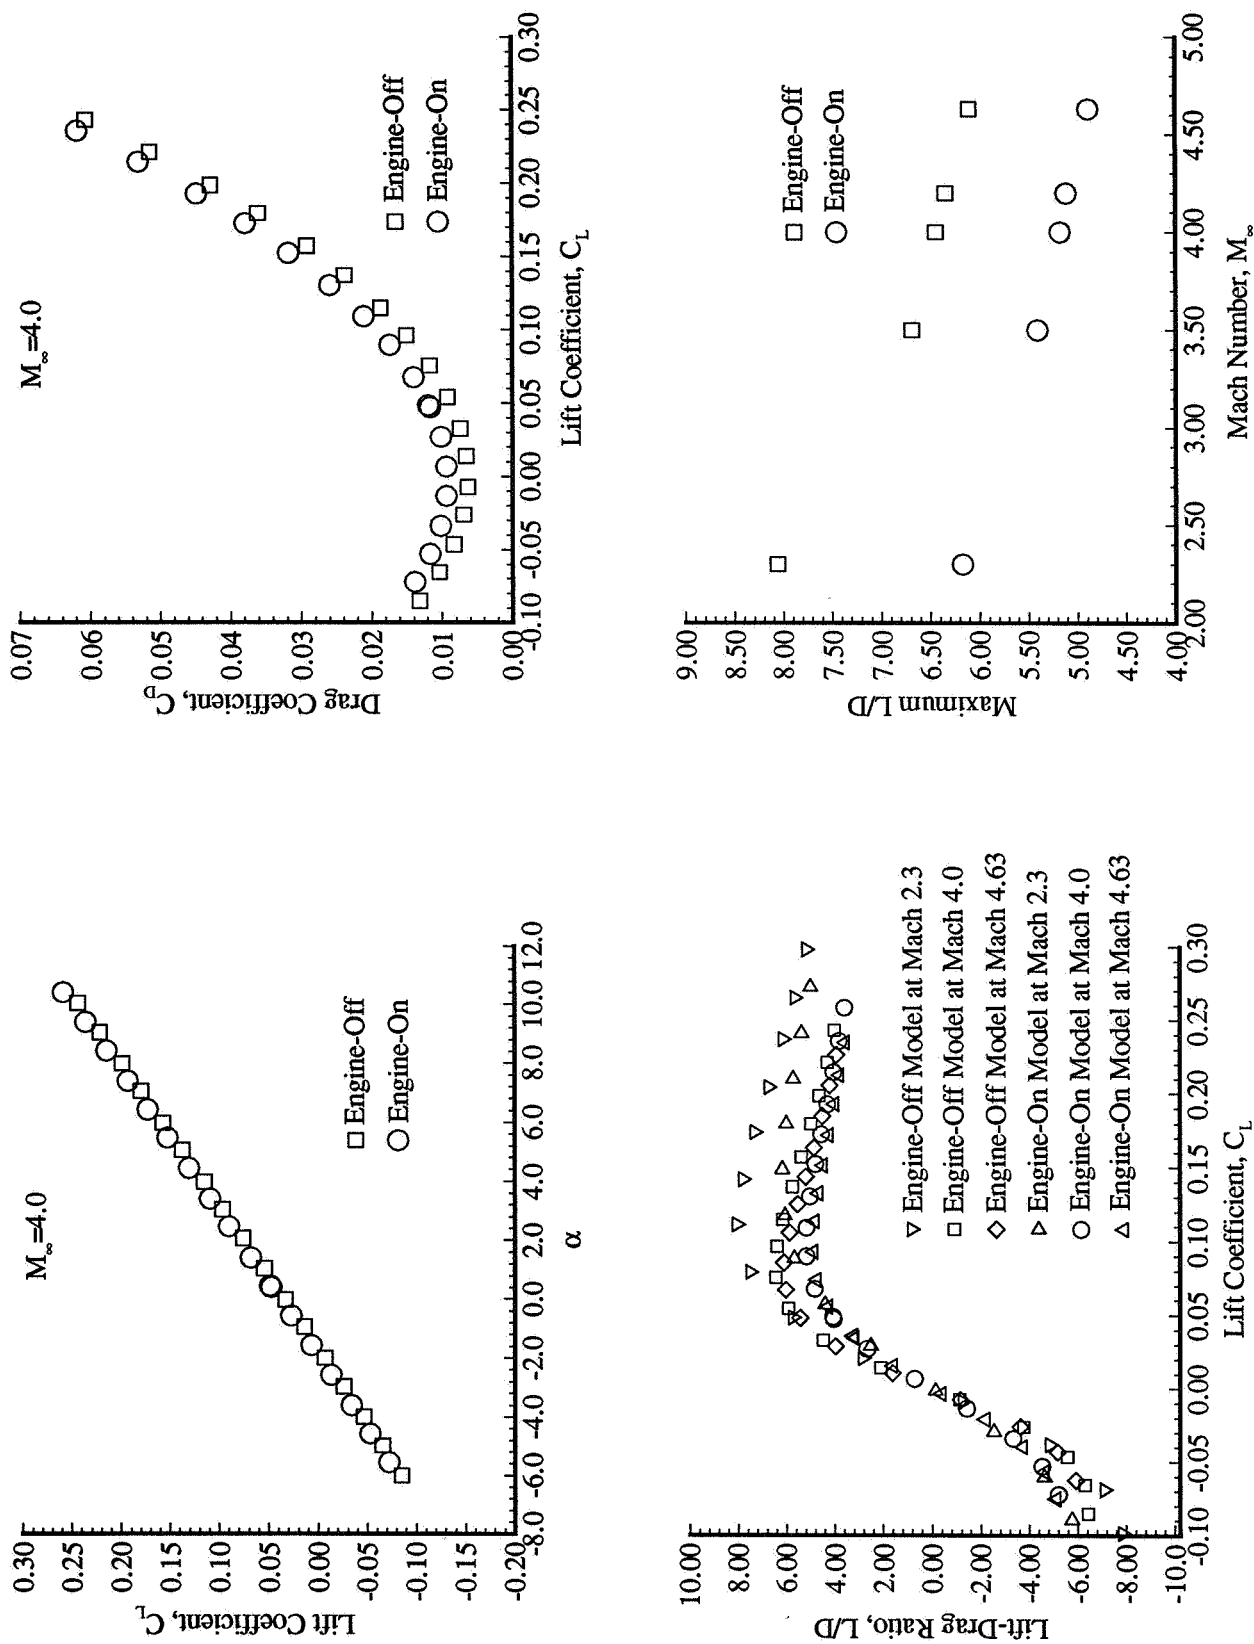 M∞=4.0
0.30
0.25
0.20
0.15
0.10
0.05
0.00
-0.05
-0.10
-0.15
-0.20
Lift Coefficient, C_L
-8.0 -6.0 -4.0 -2.0 0.0 2.0 4.0 6.0 8.0 10.0 12.0
α
Engine-Off
Engine-On
M∞=4.0
0.07
0.06
0.05
0.04
0.03
0.02
0.01
0.00
Drag Coefficient, C_D
-0.10 -0.05 0.00 0.05 0.10 0.15 0.20 0.25 0.30
Lift Coefficient, C_L
Engine-Off
Engine-On
10.00
8.00
6.00
4.00
2.00
0.00
-2.00
-4.00
-6.00
-8.00
-10.0
Lift-Drag Ratio, L/D
-0.10 -0.05 0.00 0.05 0.10 0.15 0.20 0.25 0.30
Lift Coefficient, C_L
Engine-Off Model at Mach 2.3
Engine-Off Model at Mach 4.0
Engine-Off Model at Mach 4.63
Engine-On Model at Mach 2.3
Engine-On Model at Mach 4.0
Engine-On Model at Mach 4.63
9.00
8.50
8.00
7.50
7.00
6.50
6.00
5.50
5.00
4.50
4.00
Maximum L/D
2.00 2.50 3.00 3.50 4.00 4.50 5.00
Mach Number, M∞
Engine-Off
Engine-On